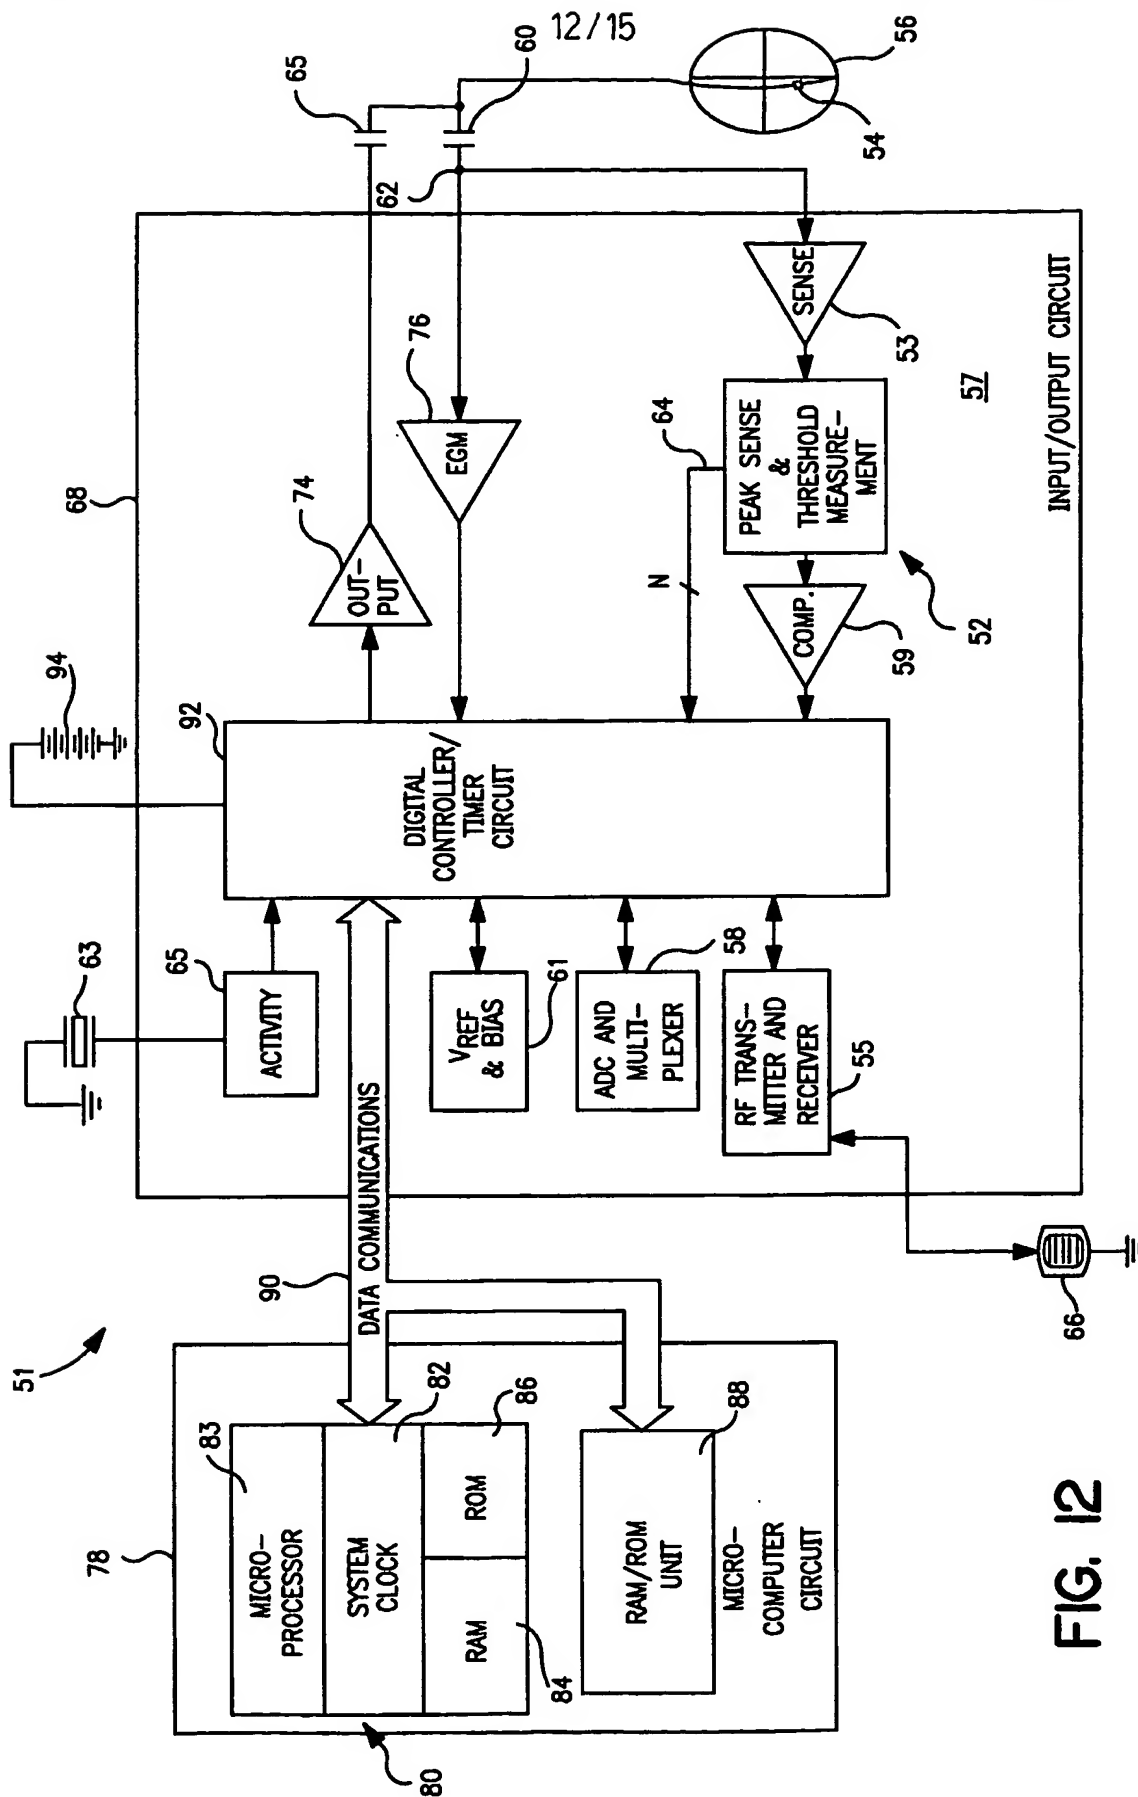 12/15
51
78
80
83
MICRO-
PROCESSOR
SYSTEM
CLOCK
82
RAM
84
ROM
86
RAM/ROM
UNIT
88
MICRO-
COMPUTER
CIRCUIT
90
DATA COMMUNICATIONS
63
65
ACTIVITY
VREF
& BIAS
61
ADC AND
MULTI-
PLEXER
58
RF TRANS-
MITTER AND
RECEIVER
55
66
94
92
DIGITAL
CONTROLLER/
TIMER
CIRCUIT
68
74
OUT-
PUT
76
EGM
64
N
COMP.
59
52
PEAK SENSE
&
THRESHOLD
MEASURE-
MENT
SENSE
53
57
INPUT/OUTPUT CIRCUIT
62
65
60
56
54
FIG. 12